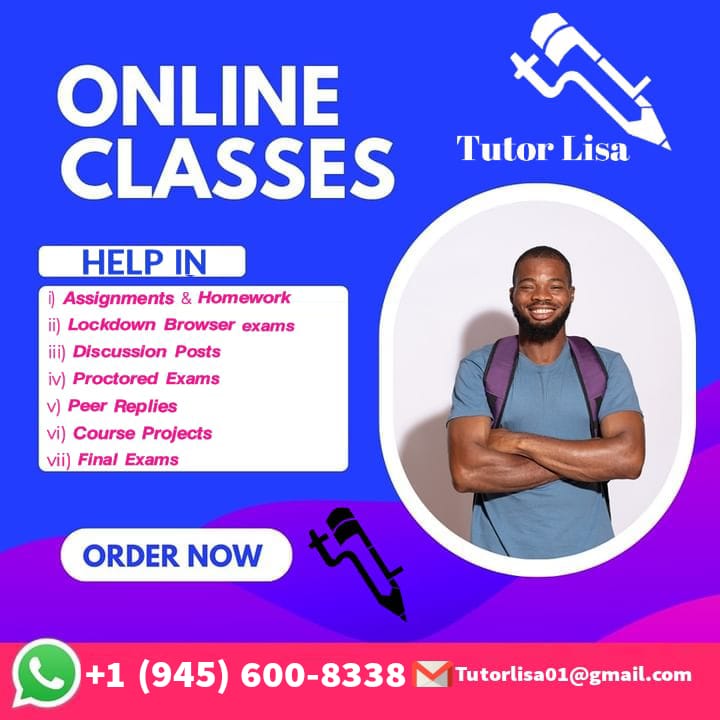 ONLINE
CLASSES
Tutor Lisa
HELP IN
i) Assignments & Homework
ii) Lockdown Browser exams
iii) Discussion Posts
iv) Proctored Exams
v) Peer Replies
vi) Course Projects
vii) Final Exams
ORDER NOW
+1 (945) 600-8338 Tutorlisa01@gmail.com